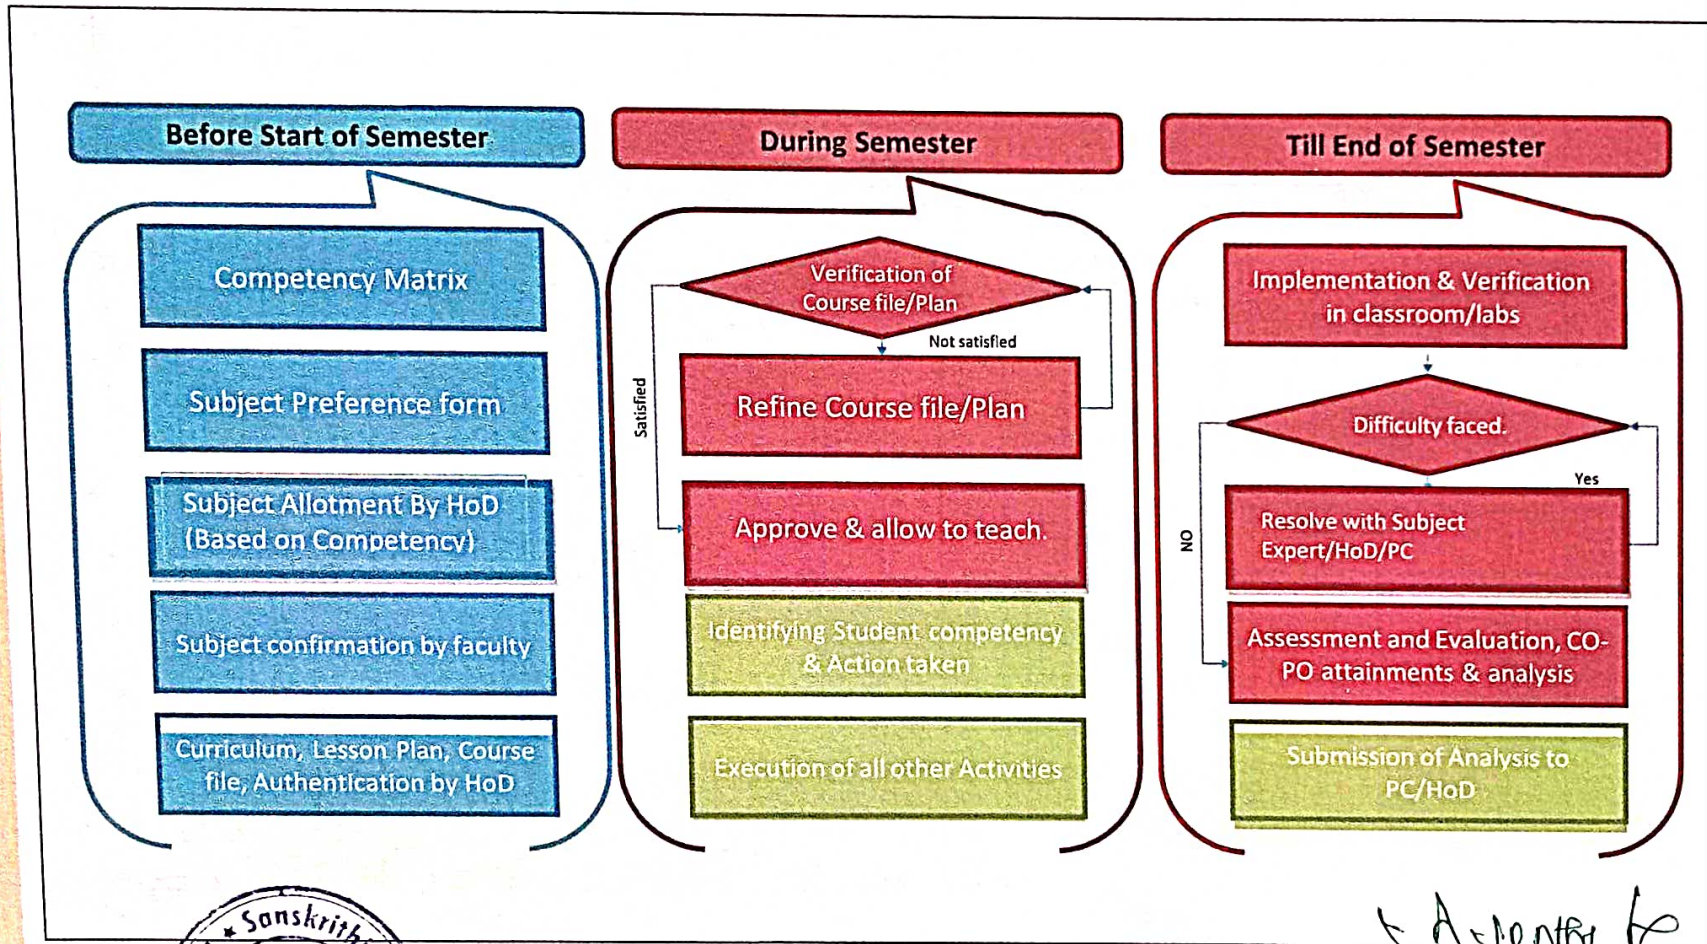 Before Start of Semester
Competency Matrix
Subject Preference form
Subject Allotment By HoD
(Based on Competency)
Subject confirmation by faculty
Curriculum, Lesson Plan, Course
file, Authentication by HoD
During Semester
Verification of
Course file/Plan
Not satisfied
Satisfied
Refine Course file/Plan
Approve & allow to teach.
Identifying Student competency
& Action taken
Execution of all other Activities
Till End of Semester
Implementation & Verification
in classroom/labs
Difficulty faced.
Yes
NO
Resolve with Subject
Expert/HoD/PC
Assessment and Evaluation, CO-
PO attainments & analysis
Submission of Analysis to
PC/HoD